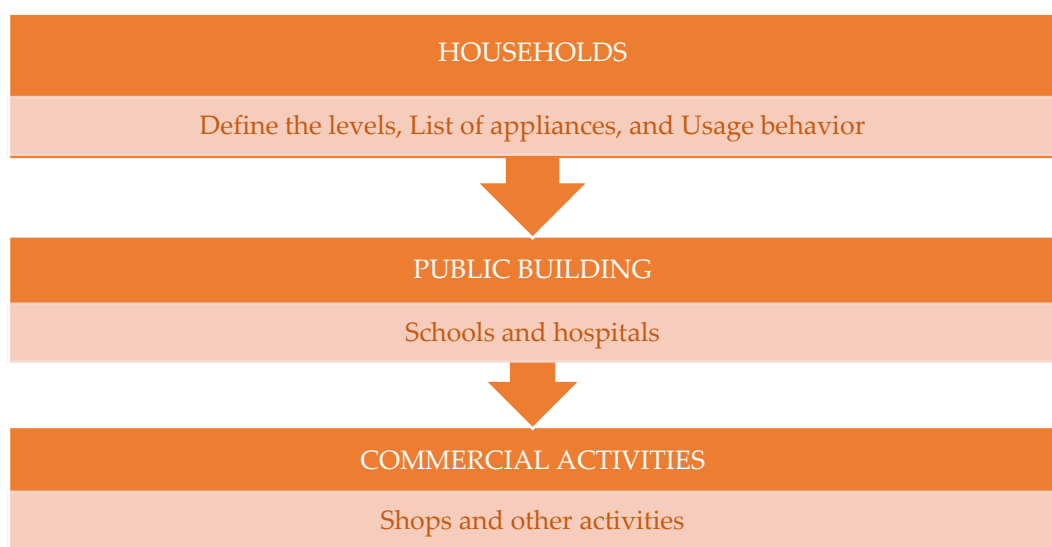 HOUSEHOLDS
Define the levels, List of appliances, and Usage behavior
PUBLIC BUILDING
Schools and hospitals
COMMERCIAL ACTIVITIES
Shops and other activities